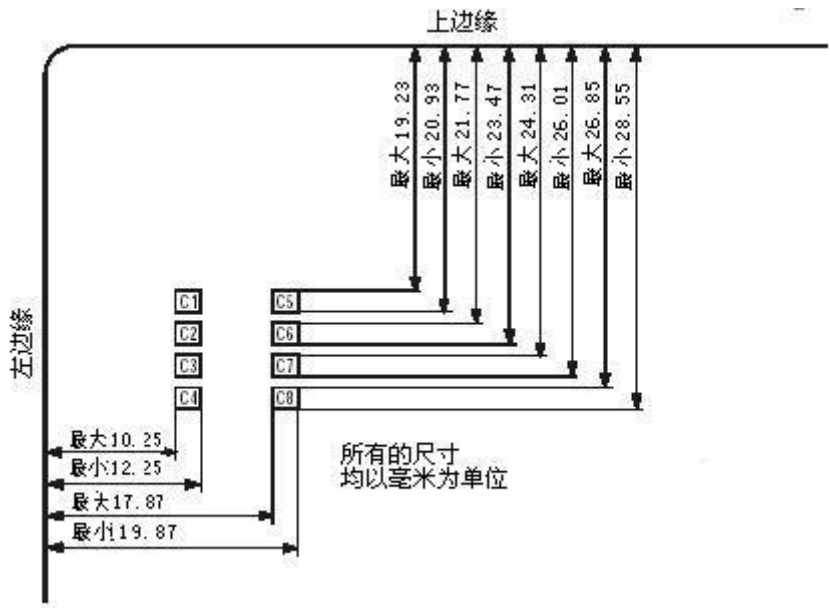 上边缘
最大19.23
最小20.93
最大21.77
最小23.47
最大24.31
最小26.01
最大26.85
最小28.55
左边缘
C1 C5
C2 C6
C3 C7
C4 C8
最大10.25
最小12.25
最大17.87
最小19.87
所有的尺寸
均以毫米为单位